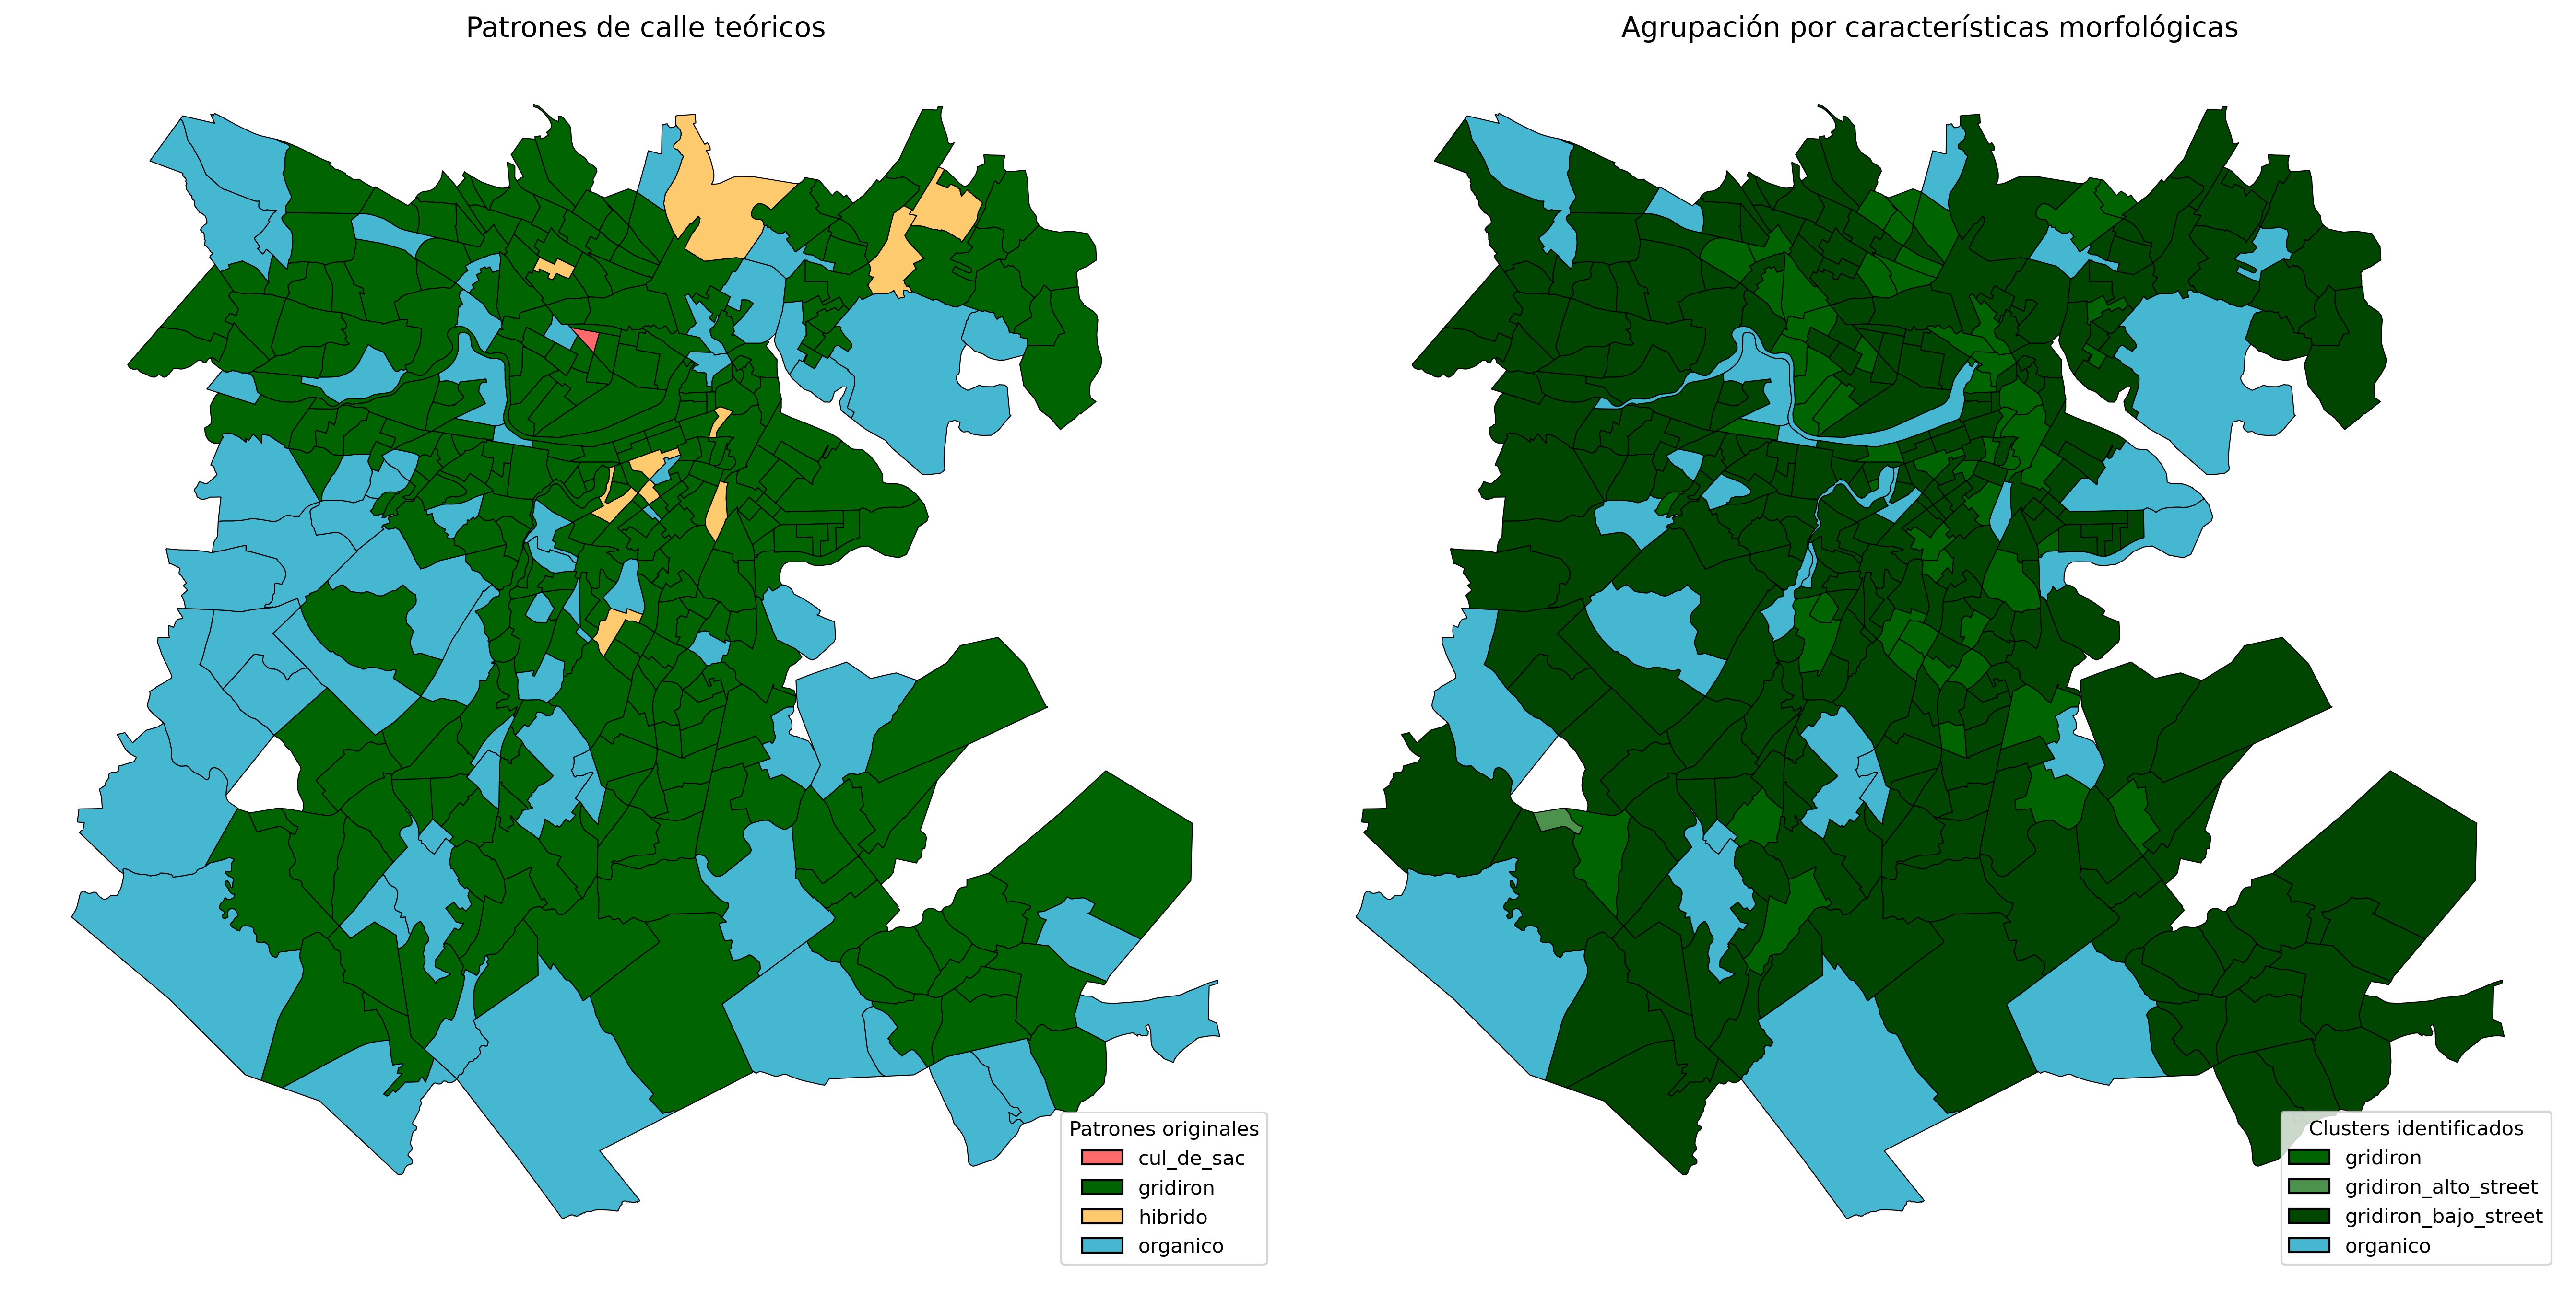 Patrones de calle teóricos
Agrupación por características morfológicas
Patrones originales
cul_de_sac
gridiron
hibrido
organico
Clusters identificados
gridiron
gridiron_alto_street
gridiron_bajo_street
organico